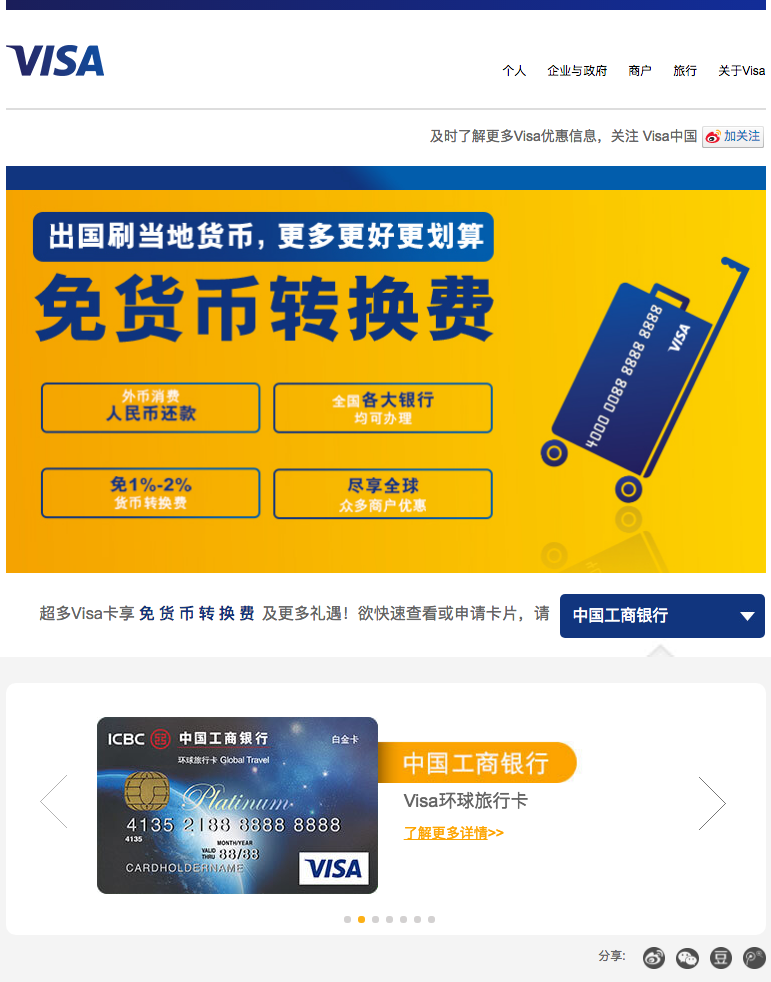 VISA
个人 企业与政府 商户 旅行 关于Visa
及时了解更多Visa优惠信息，关注 Visa中国 加关注
出国刷当地货币，更多更好更划算
免货币转换费
外币消费
人民币还款
全国各大银行
均可办理
免1%-2%
货币转换费
尽享全球
众多商户优惠
4000 0088 8888 8888
VISA
超多Visa卡享 免货币转换费 及更多礼遇！欲快速查看或申请卡片，请
中国工商银行
ICBC 中国工商银行 白金卡
环球旅行卡 Global Travel
Platinum
4135 2188 8888 8888
4135
MONTH/YEAR
VALID THRU 88/88
CARDHOLDERNAME
VISA
中国工商银行
Visa环球旅行卡
了解更多详情>>
分享:
豆